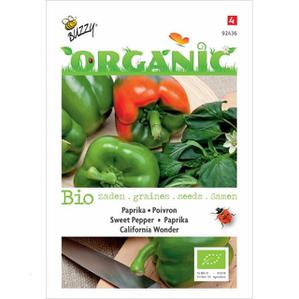 BUZZY
4
92436
ORGANIC
Bio zaden . graines . seeds . Samen
Paprika • Poivron
Sweet Pepper • Paprika
California Wonder